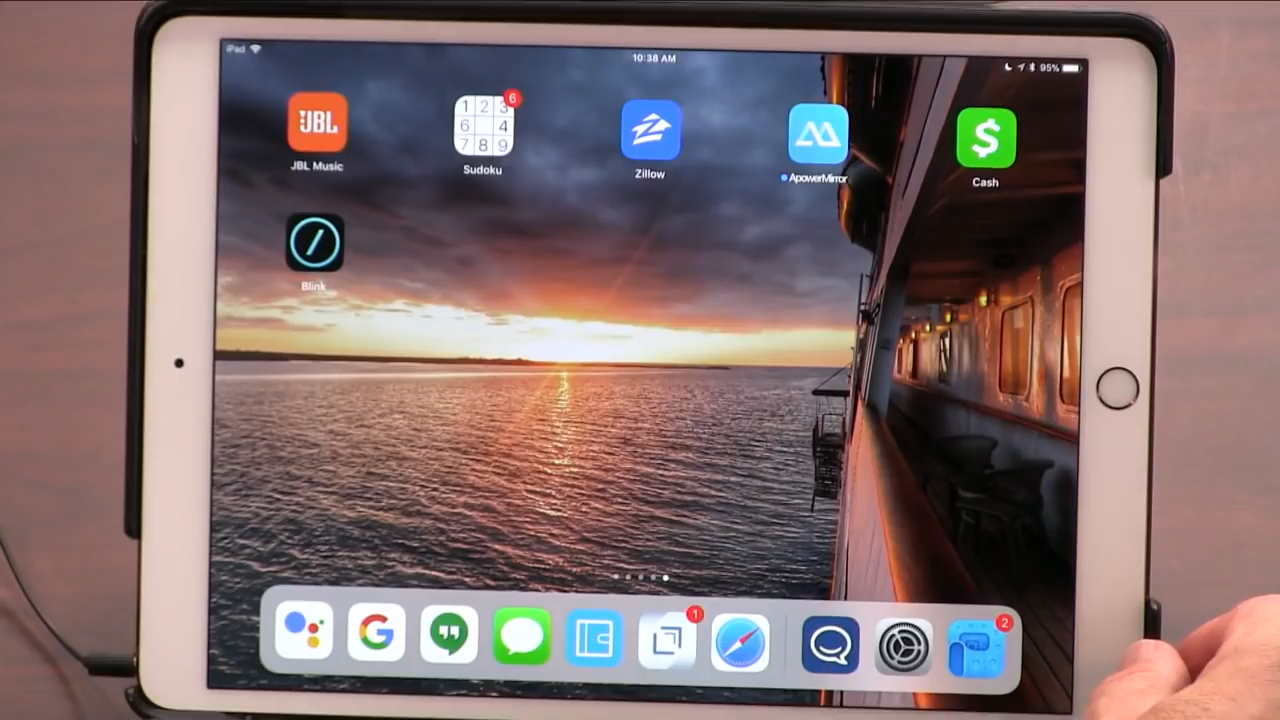 iPad
10:38 AM
95%
JBL
JBL Music
1 2 3
6 4
7 8 9
6
Sudoku
Zillow
ApowerMirror
$
Cash
Blink
G
1
2